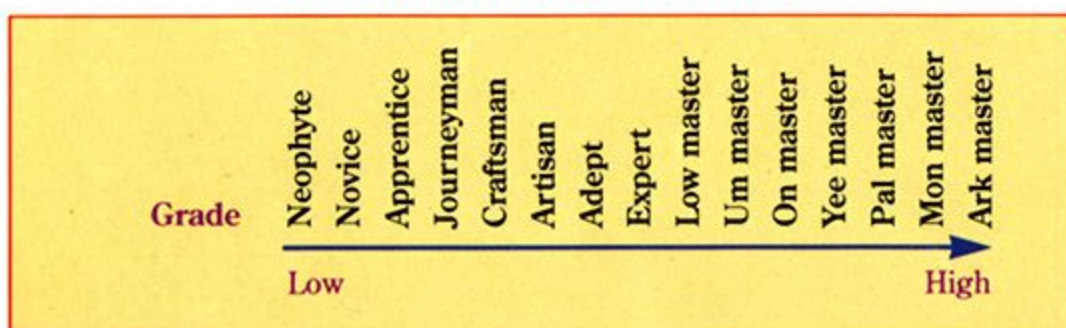 Grade
Neophyte
Novice
Apprentice
Journeyman
Craftsman
Artisan
Adept
Expert
Low master
Um master
On master
Yee master
Pal master
Mon master
Ark master
Low
High